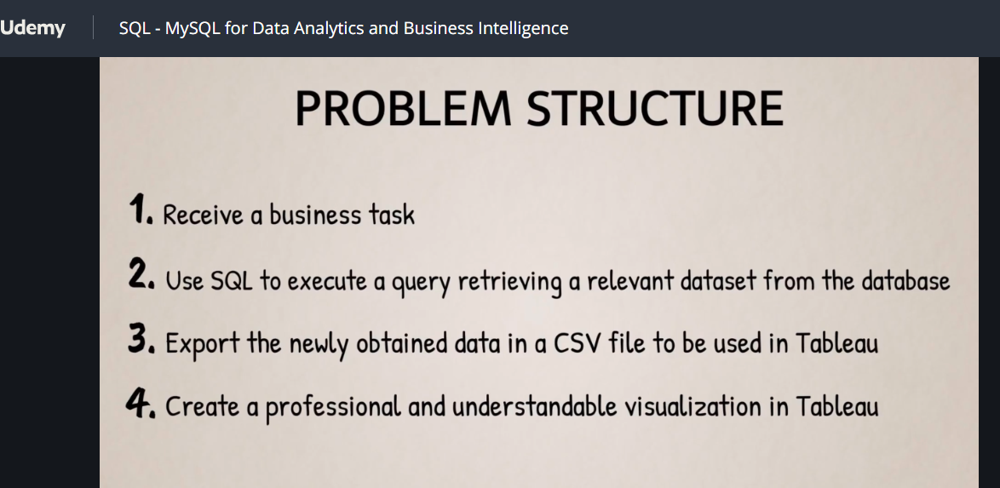 Udemy
SQL - MySQL for Data Analytics and Business Intelligence
PROBLEM STRUCTURE
1. Receive a business task
2. Use SQL to execute a query retrieving a relevant dataset from the database
3. Export the newly obtained data in a CSV file to be used in Tableau
4. Create a professional and understandable visualization in Tableau